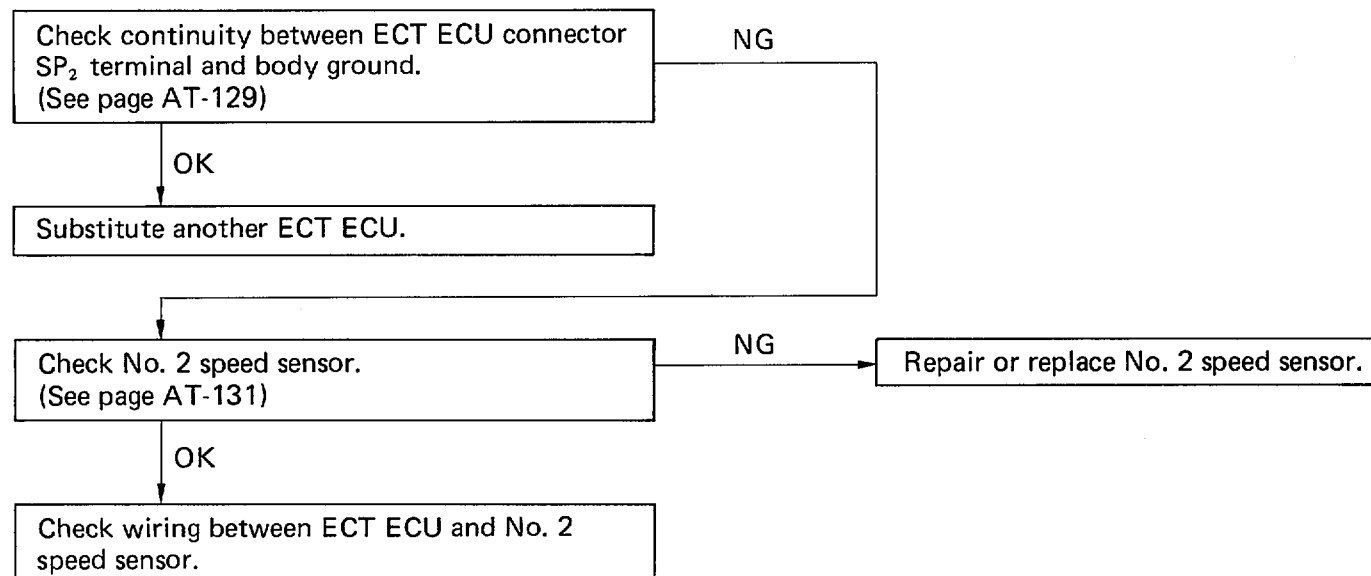 Check continuity between ECT ECU connector
SP₂ terminal and body ground.
(See page AT-129)
NG
OK
Substitute another ECT ECU.
Check No. 2 speed sensor.
(See page AT-131)
NG
Repair or replace No. 2 speed sensor.
OK
Check wiring between ECT ECU and No. 2
speed sensor.